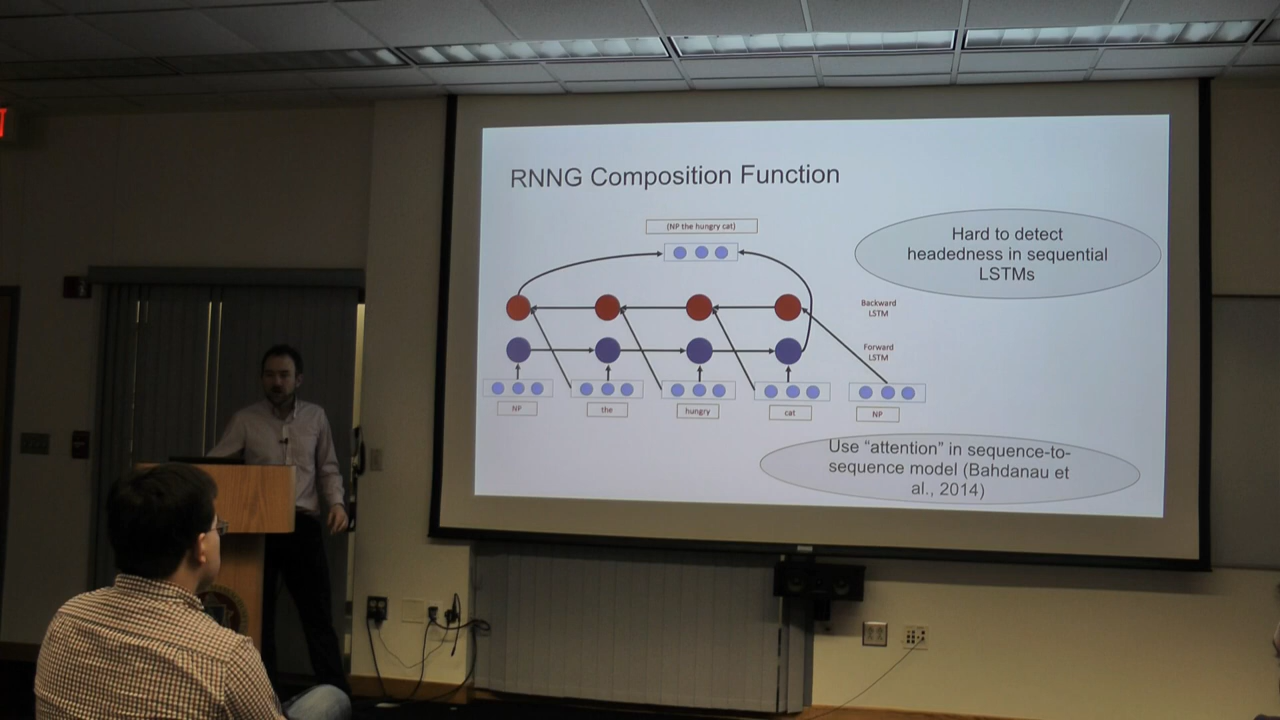 RNNG Composition Function
(NP the hungry cat)
Hard to detect
headedness in sequential
LSTMs
Backward
LSTM
Forward
LSTM
NP
the
hungry
cat
NP
Use “attention” in sequence-to-
sequence model (Bahdanau et
al., 2014)